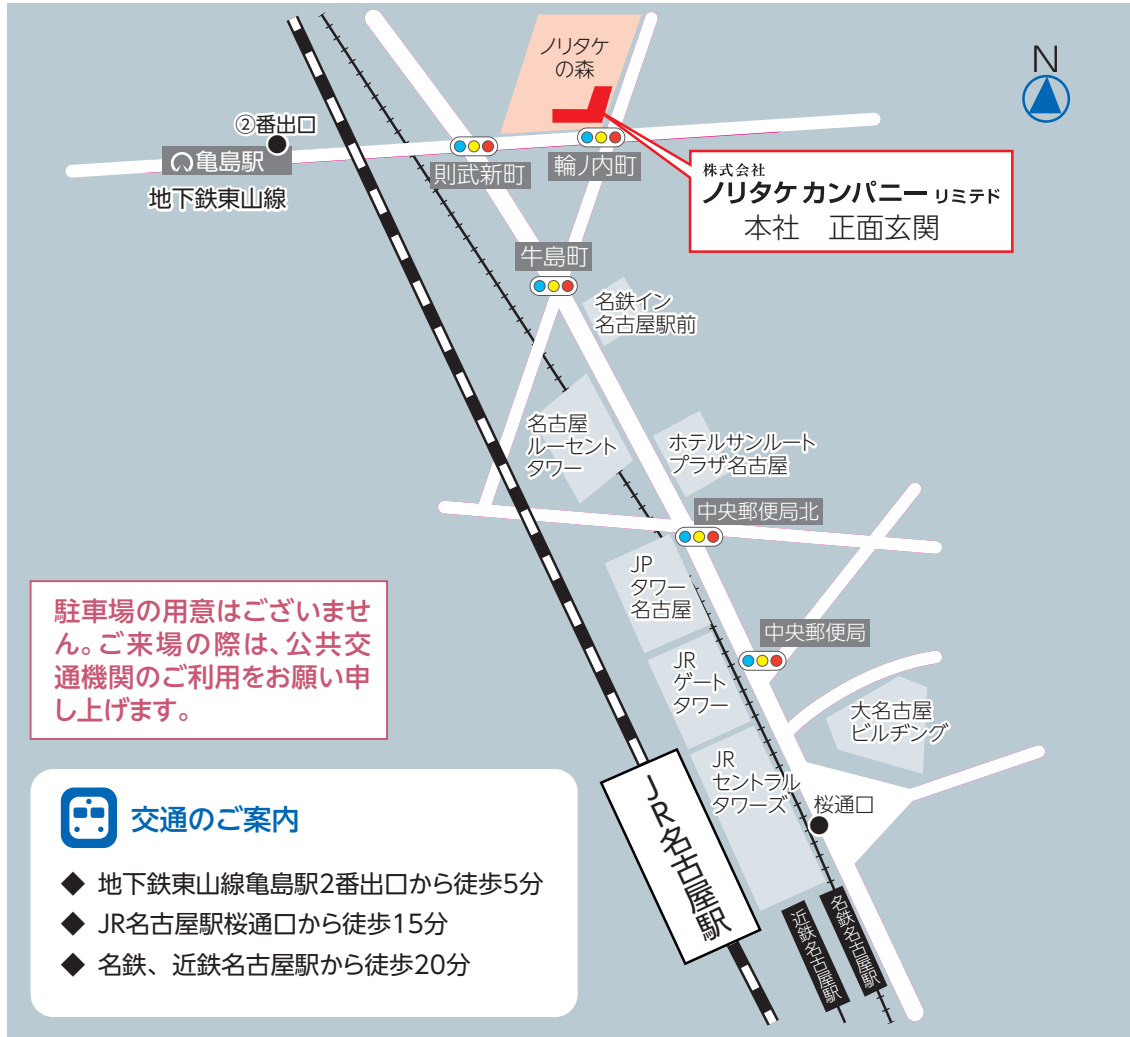 ノリタケ
の森
N
②番出口
亀島駅
地下鉄東山線
則武新町
輪ノ内町
株式会社
ノリタケ カンパニー リミテド
本社　正面玄関
牛島町
名鉄イン
名古屋駅前
名古屋
ルーセント
タワー
ホテルサンルート
プラザ名古屋
中央郵便局北
JP
タワー
名古屋
中央郵便局
JR
ゲート
タワー
大名古屋
ビルヂング
JR
セントラル
タワーズ
桜通口
JR名古屋駅
近鉄名古屋駅
名鉄名古屋駅
駐車場の用意はございませ
ん。ご来場の際は、公共交
通機関のご利用をお願い申
し上げます。
交通のご案内
◆ 地下鉄東山線亀島駅2番出口から徒歩5分
◆ JR名古屋駅桜通口から徒歩15分
◆ 名鉄、近鉄名古屋駅から徒歩20分